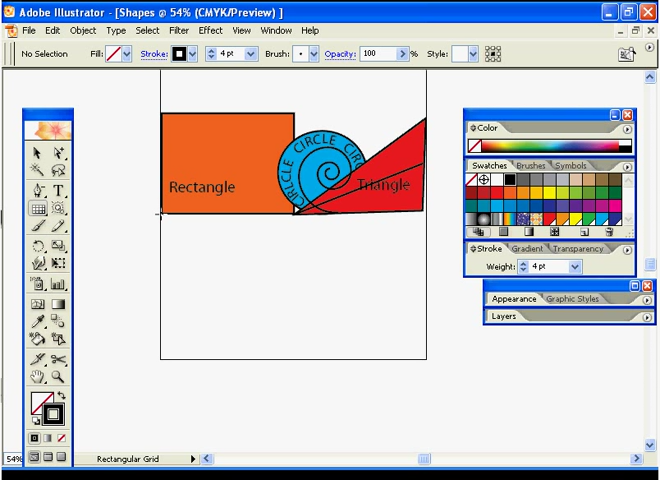 Adobe Illustrator - [Shapes @ 54% (CMYK/Preview) ]
File Edit Object Type Select Filter Effect View Window Help
No Selection Fill: Stroke: 4 pt Brush: Opacity: 100 % Style:
Color
Swatches Brushes Symbols
Stroke Gradient Transparency
Weight: 4 pt
Appearance Graphic Styles
Layers
CIRCLE CIRCLE CIRC
Rectangle
Triangle
54% Rectangular Grid